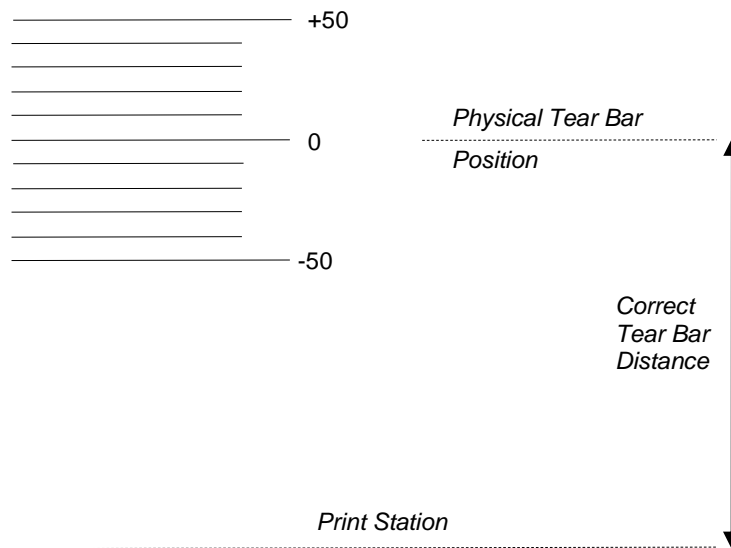 +50
Physical Tear Bar
0
Position
-50
Correct
Tear Bar
Distance
Print Station